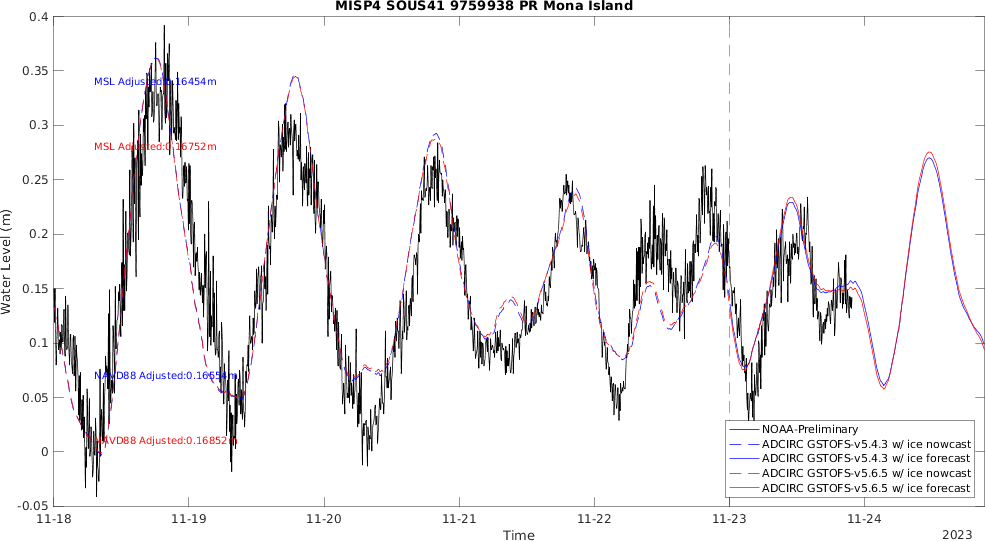 MISP4 SOUS41 9759938 PR Mona Island
0.4
0.35
0.3
0.25
0.2
0.15
0.1
0.05
0
-0.05
Water Level (m)
MSL Adjusted:0.16454m
MSL Adjusted:0.16752m
NAVD88 Adjusted:0.16554m
NAVD88 Adjusted:0.16852m
NOAA-Preliminary
ADCIRC GSTOFS-v5.4.3 w/ ice nowcast
ADCIRC GSTOFS-v5.4.3 w/ ice forecast
ADCIRC GSTOFS-v5.6.5 w/ ice nowcast
ADCIRC GSTOFS-v5.6.5 w/ ice forecast
11-18 11-19 11-20 11-21 11-22 11-23 11-24
Time
2023